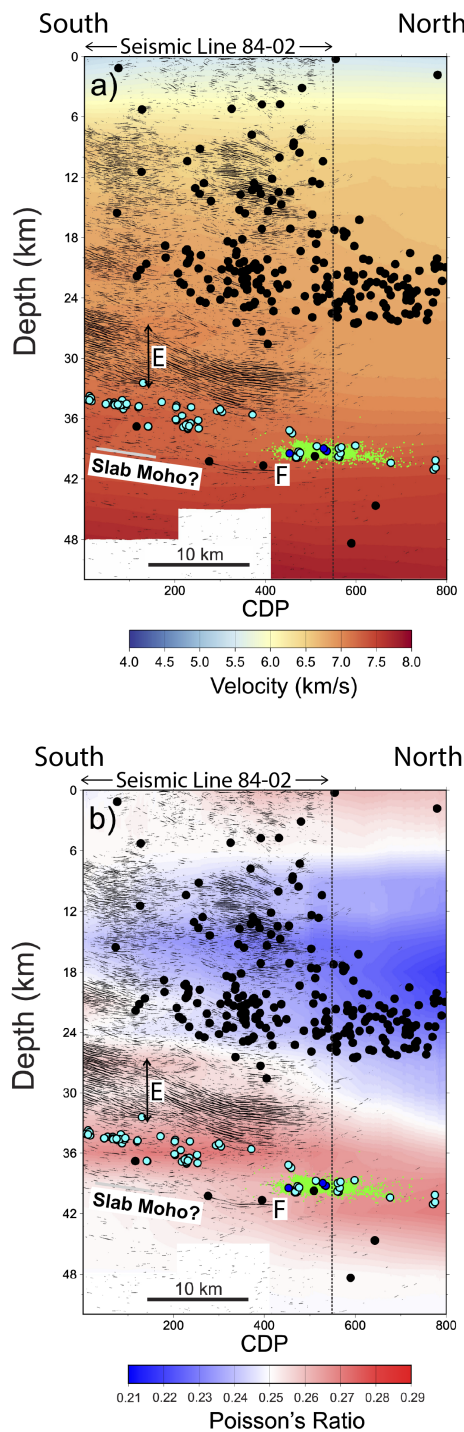 South North
Seismic Line 84-02
a)
0
6
12
18
24
30
36
42
48
Depth (km)
E
Slab Moho?
F
10 km
200 400 600 800
CDP
4.0 4.5 5.0 5.5 6.0 6.5 7.0 7.5 8.0
Velocity (km/s)
South North
Seismic Line 84-02
b)
0
6
12
18
24
30
36
42
48
Depth (km)
E
Slab Moho?
F
10 km
200 400 600 800
CDP
0.21 0.22 0.23 0.24 0.25 0.26 0.27 0.28 0.29
Poisson's Ratio